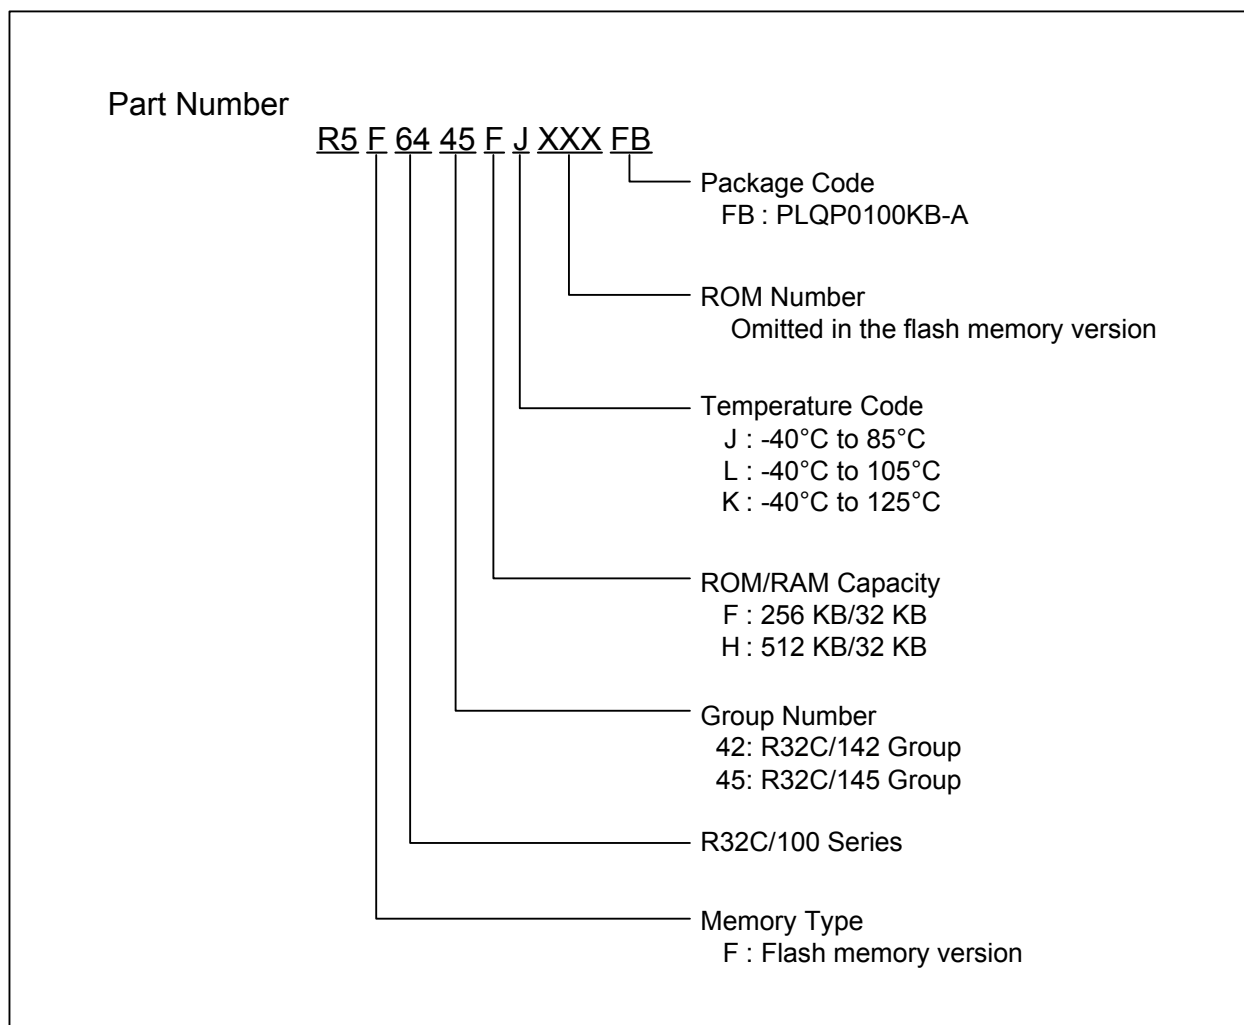 Part Number
R5 F 64 45 F J XXX FB
Package Code
FB : PLQP0100KB-A
ROM Number
Omitted in the flash memory version
Temperature Code
J : -40°C to 85°C
L : -40°C to 105°C
K : -40°C to 125°C
ROM/RAM Capacity
F : 256 KB/32 KB
H : 512 KB/32 KB
Group Number
42: R32C/142 Group
45: R32C/145 Group
R32C/100 Series
Memory Type
F : Flash memory version